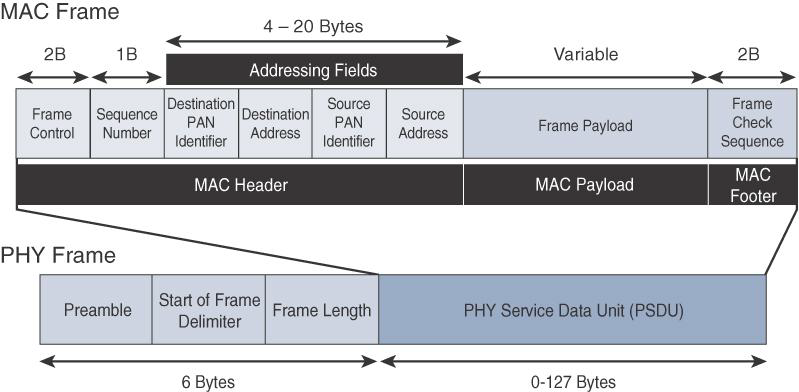 MAC Frame
4 – 20 Bytes
2B
1B
Variable
2B
Addressing Fields
Frame
Control
Sequence
Number
Destination
PAN
Identifier
Destination
Address
Source
PAN
Identifier
Source
Address
Frame Payload
Frame
Check
Sequence
MAC Header
MAC Payload
MAC
Footer
PHY Frame
Preamble
Start of Frame
Delimiter
Frame Length
PHY Service Data Unit (PSDU)
6 Bytes
0-127 Bytes